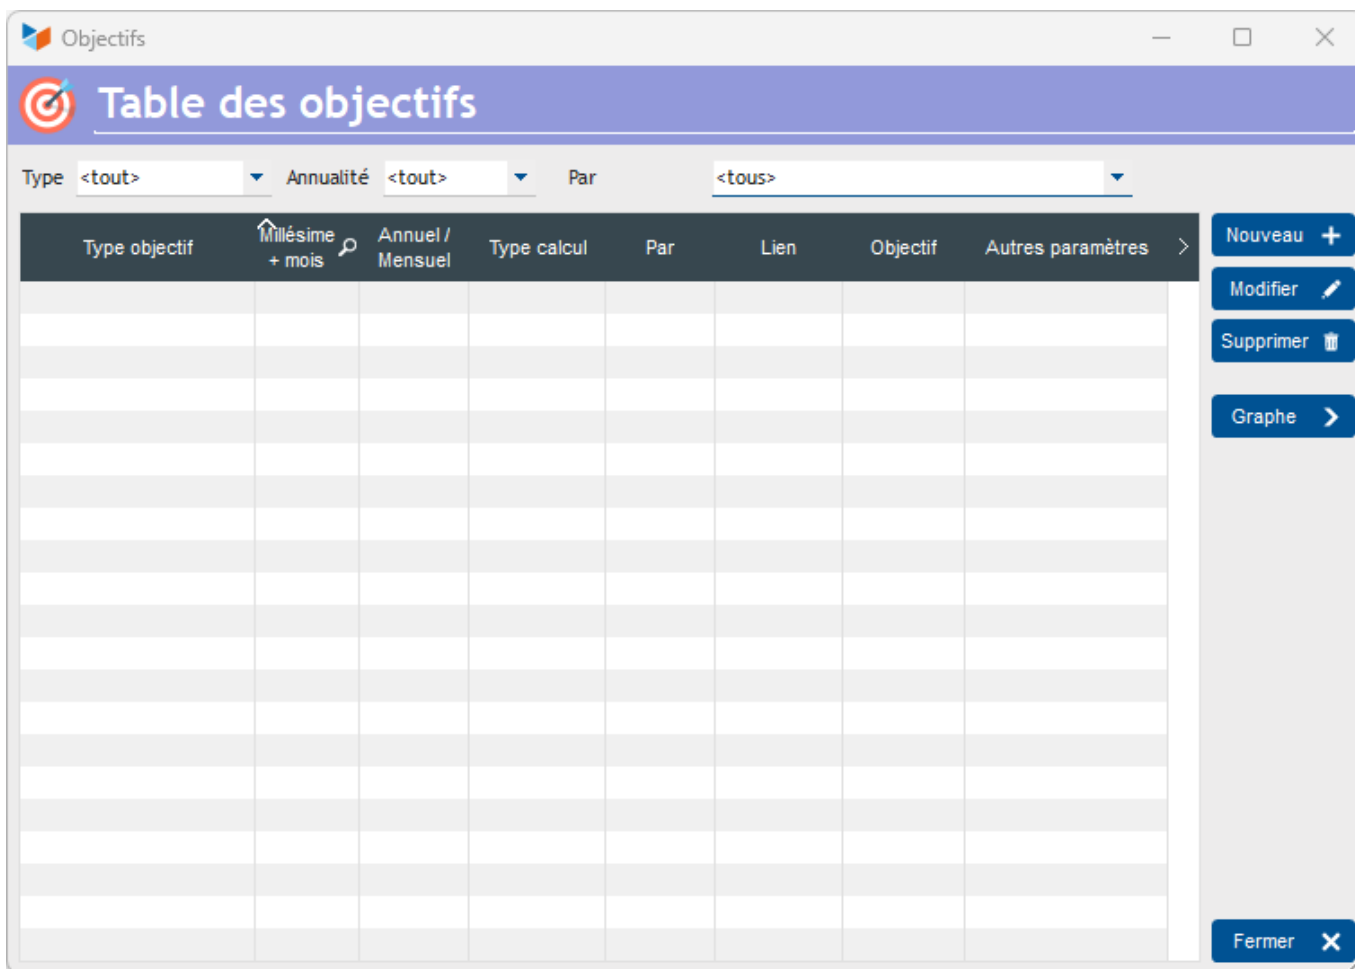 Objectifs
Table des objectifs
Type <tout> Annualité <tout> Par <tous>
Type objectif Millésime + mois Annuel / Mensuel Type calcul Par Lien Objectif Autres paramètres
Nouveau
Modifier
Supprimer
Graphe
Fermer